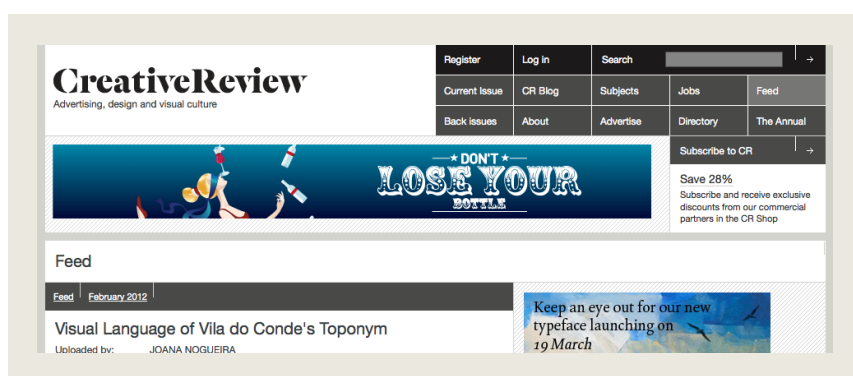 CreativeReview
Advertising, design and visual culture
Register Log in Search →
Current Issue CR Blog Subjects Jobs Feed
Back issues About Advertise Directory The Annual
DON'T
LOSE YOUR
BOTTLE
Subscribe to CR →
Save 28%
Subscribe and receive exclusive
discounts from our commercial
partners in the CR Shop
Feed
Feed February 2012
Visual Language of Vila do Conde's Toponym
Uploaded by: JOANA NOGUEIRA
Keep an eye out for our new
typeface launching on
19 March